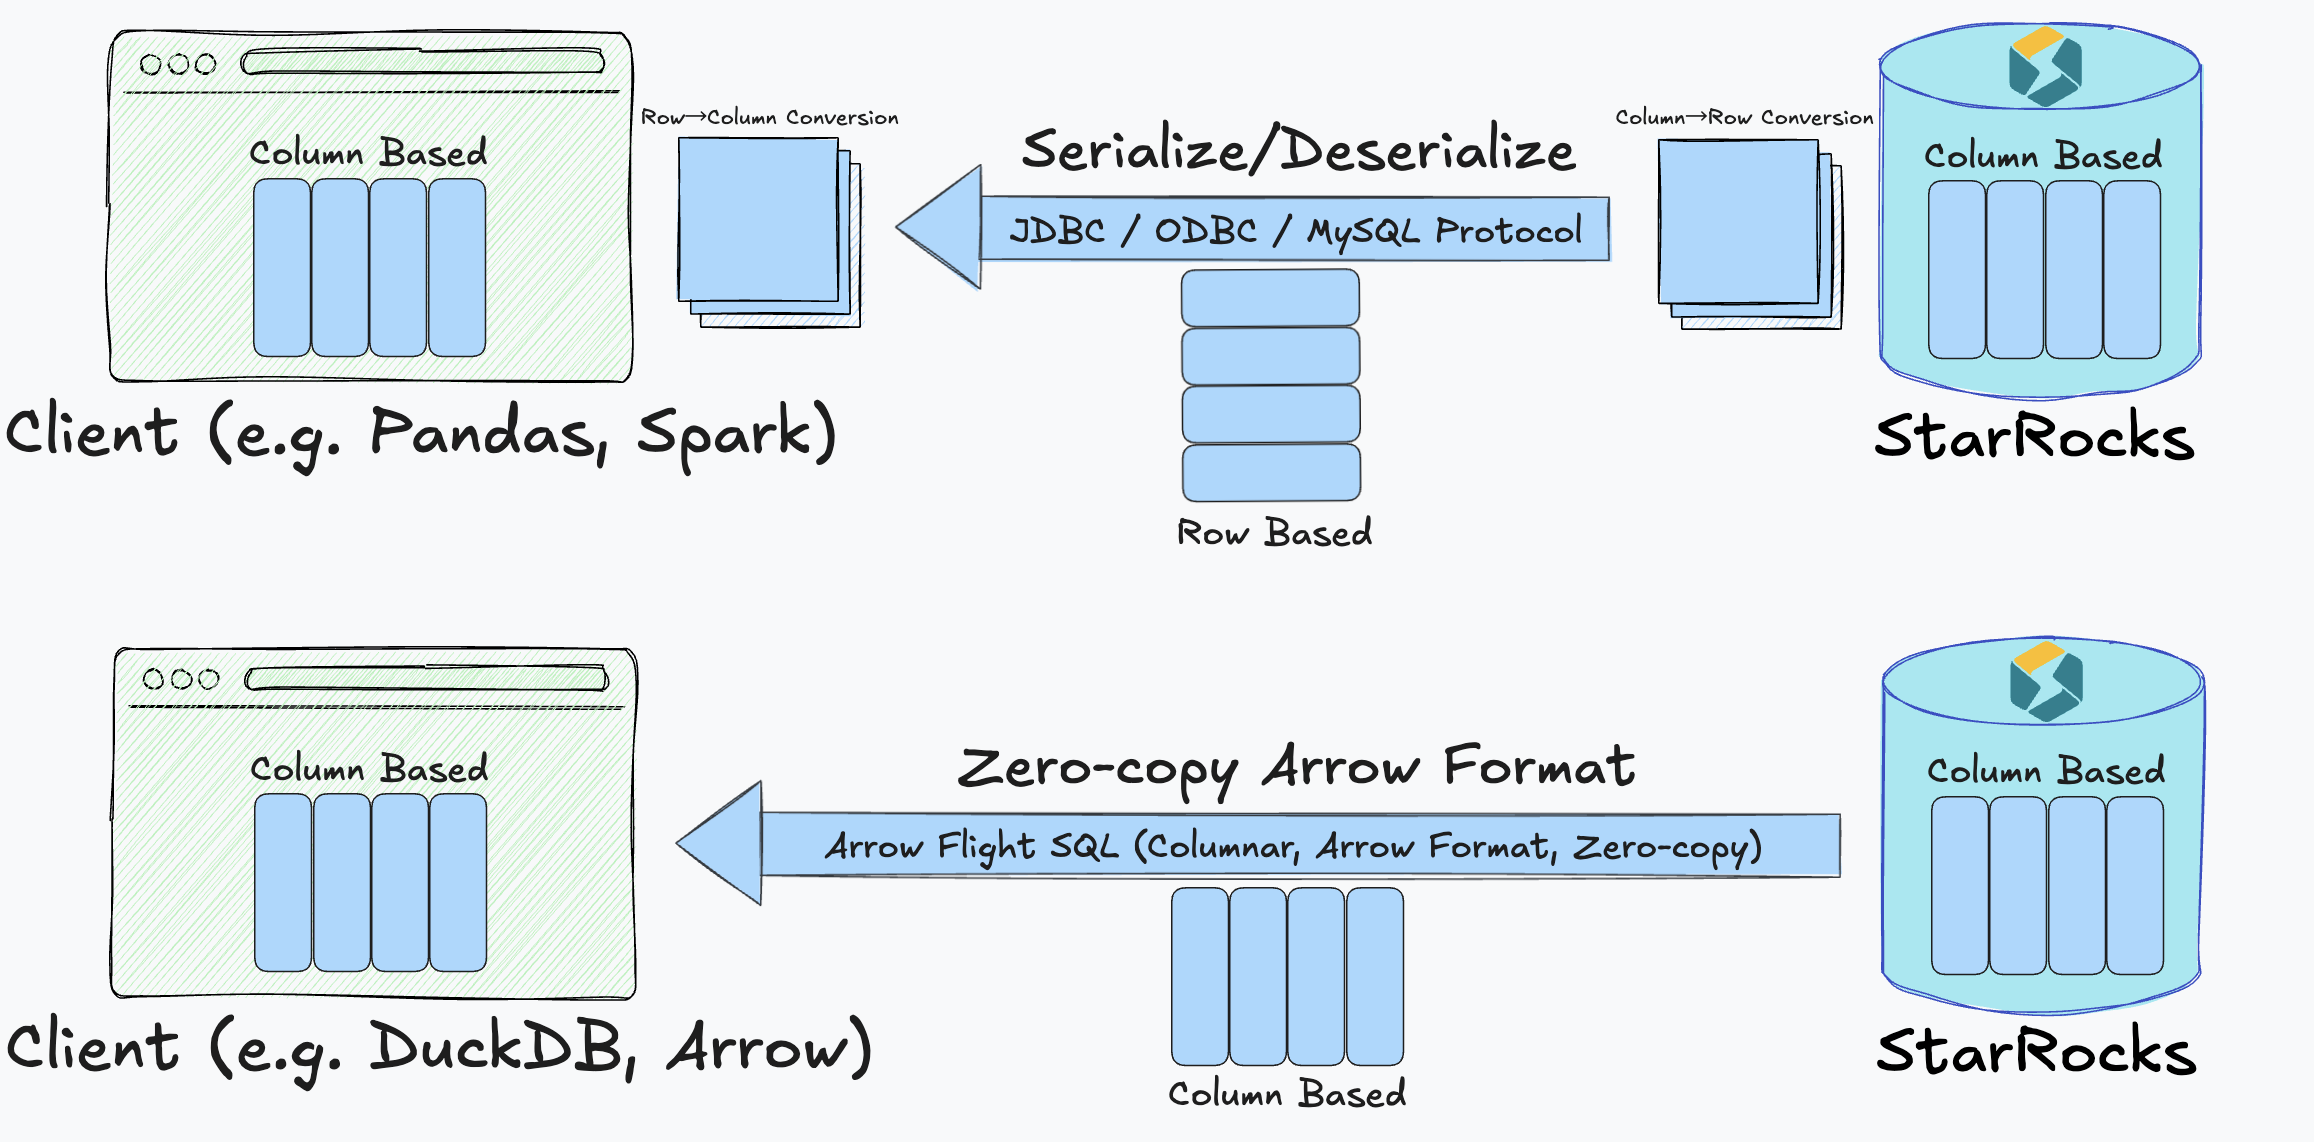 Row→Column Conversion
Column→Row Conversion
Serialize/Deserialize
Column Based
Column Based
JDBC / ODBC / MySQL Protocol
Client (e.g. Pandas, Spark)
StarRocks
Row Based
Zero-copy Arrow Format
Column Based
Column Based
Arrow Flight SQL (Columnar, Arrow Format, Zero-copy)
Client (e.g. DuckDB, Arrow)
StarRocks
Column Based